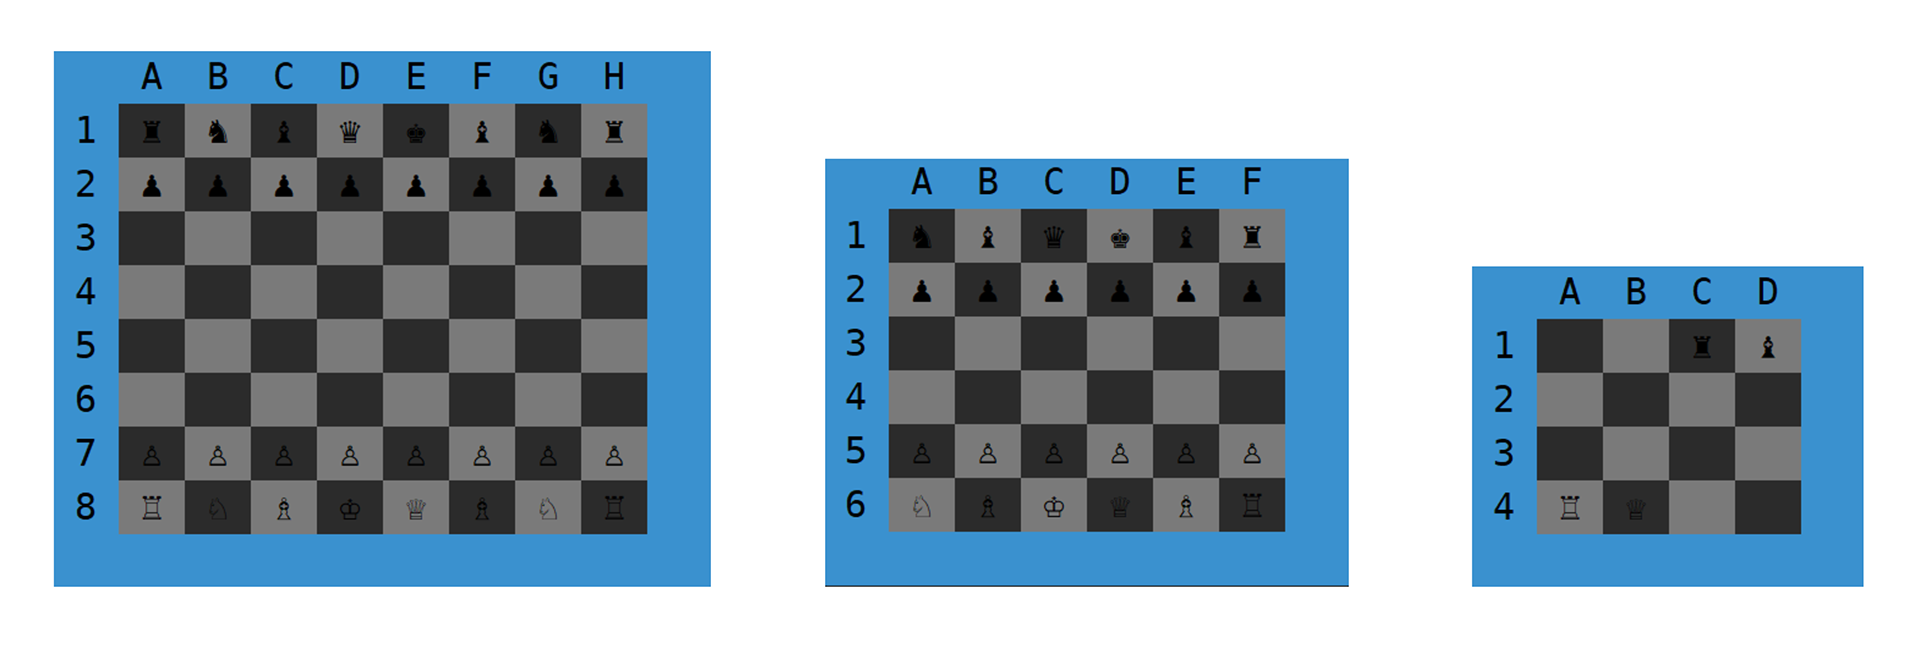 A B C D E F G H
1 ♜ ♞ ♝ ♛ ♚ ♝ ♞ ♜
2 ♟ ♟ ♟ ♟ ♟ ♟ ♟ ♟
3
4
5
6
7 ♙ ♙ ♙ ♙ ♙ ♙ ♙ ♙
8 ♖ ♘ ♗ ♔ ♕ ♗ ♘ ♖
A B C D E F
1 ♞ ♝ ♛ ♚ ♝ ♜
2 ♟ ♟ ♟ ♟ ♟ ♟
3
4
5 ♙ ♙ ♙ ♙ ♙ ♙
6 ♘ ♗ ♔ ♕ ♗ ♖
A B C D
1 ♜ ♝
2
3
4 ♖ ♕